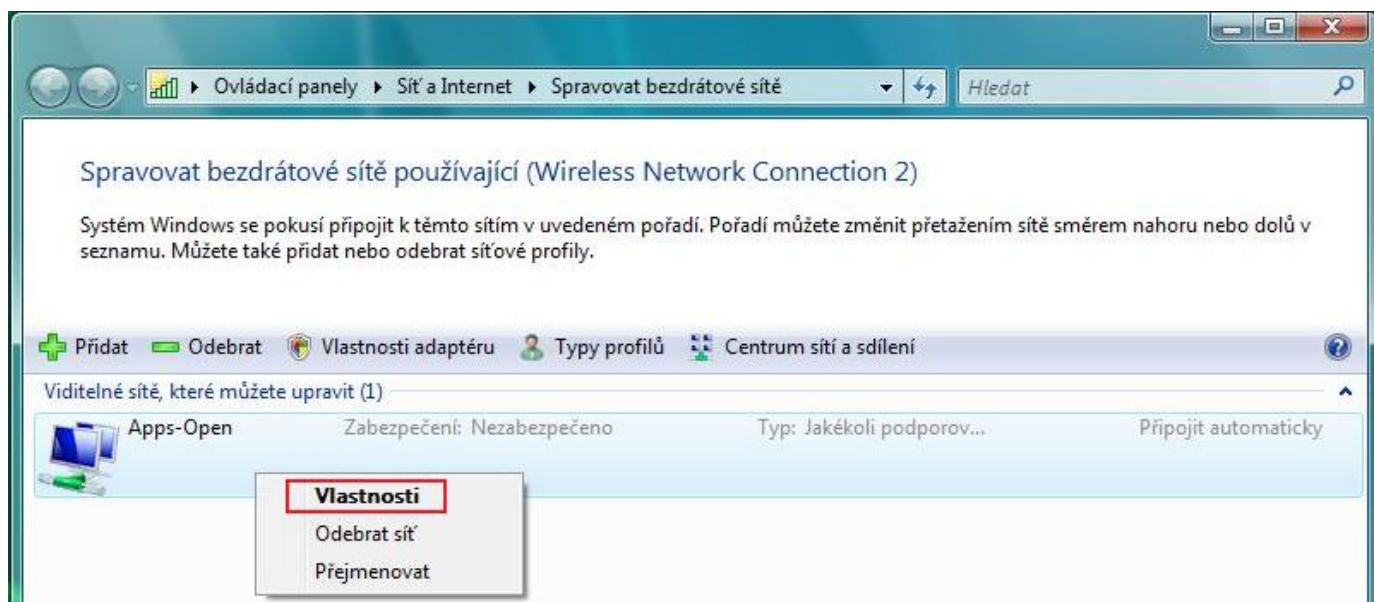 Ovládací panely ▸ Síť a Internet ▸ Spravovat bezdrátové sítě
Hledat
Spravovat bezdrátové sítě používající (Wireless Network Connection 2)
Systém Windows se pokusí připojit k těmto sítím v uvedeném pořadí. Pořadí můžete změnit přetažením sítě směrem nahoru nebo dolů v
seznamu. Můžete také přidat nebo odebrat síťové profily.
Přidat Odebrat Vlastnosti adaptéru Typy profilů Centrum sítí a sdílení
Viditelné sítě, které můžete upravit (1)
Apps-Open Zabezpečení: Nezabezpečeno Typ: Jakékoli podporov... Připojit automaticky
Vlastnosti
Odebrat síť
Přejmenovat